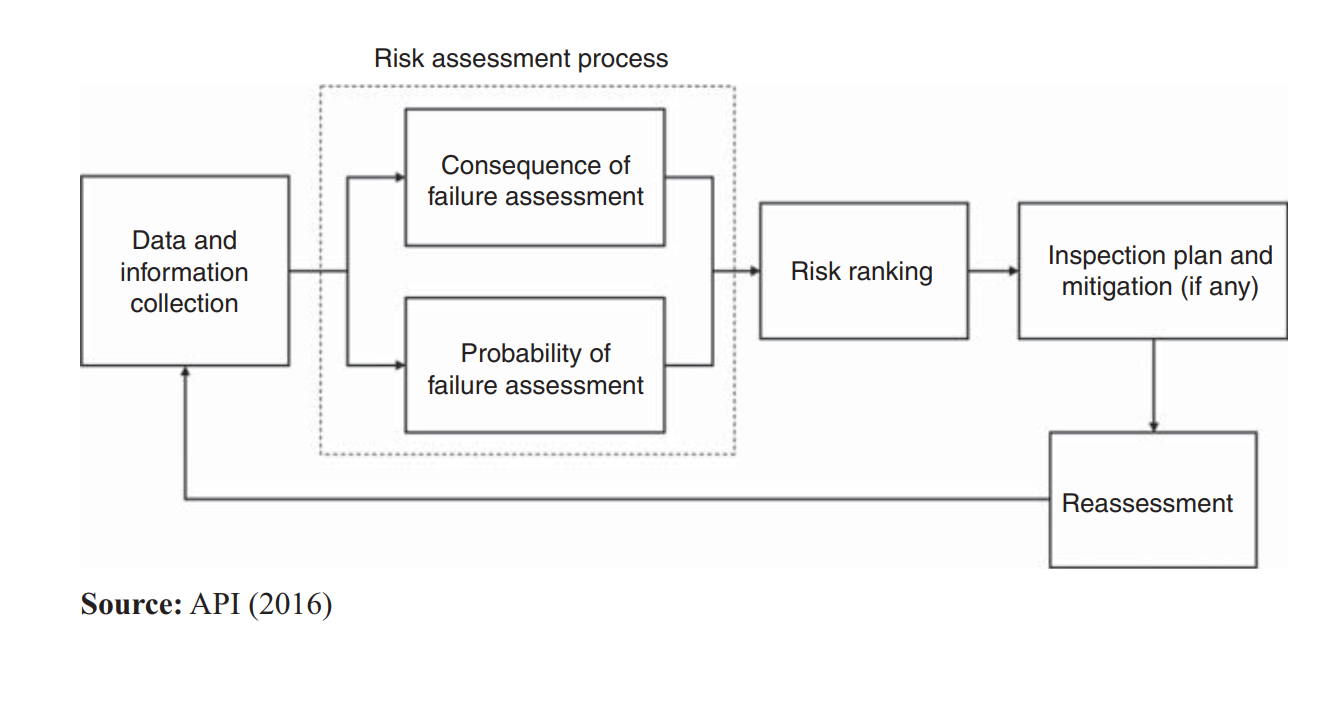 Risk assessment process
Consequence of
failure assessment
Data and
information
collection
Probability of
failure assessment
Risk ranking
Inspection plan and
mitigation (if any)
Reassessment
Source: API (2016)